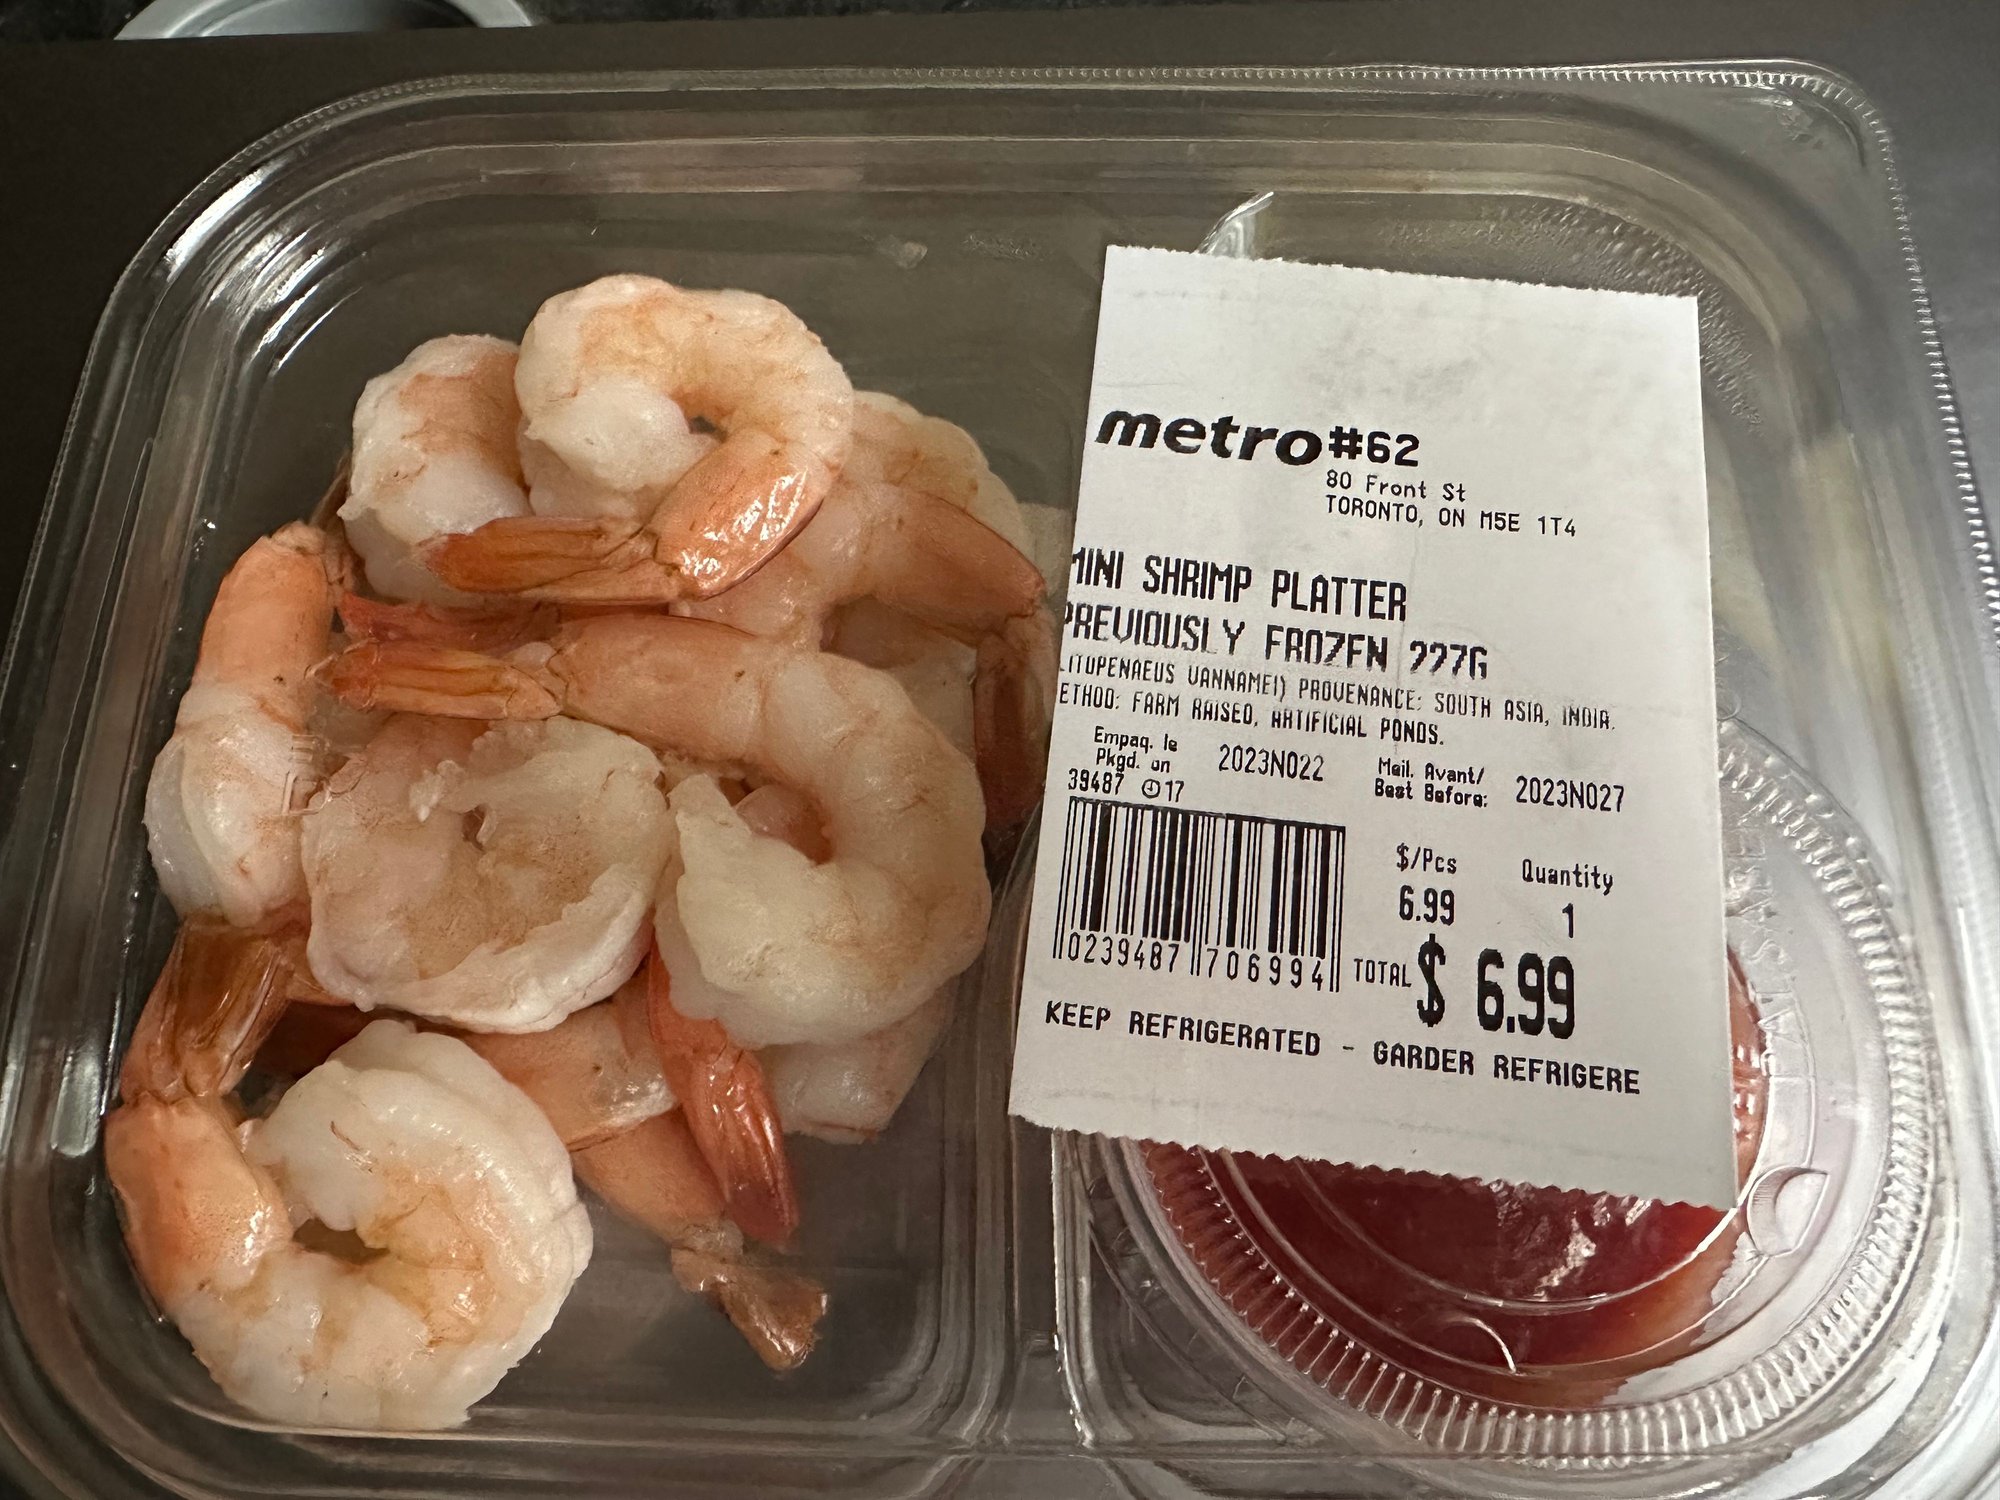 metro#62
80 Front St
TORONTO, ON M5E 1T4
MINI SHRIMP PLATTER
PREVIOUSLY FROZEN 227G
LITOPENAEUS VANNAMEI) PROVENANCE: SOUTH ASIA, INDIA.
ETHOD: FARM RAISED, ARTIFICIAL PONDS.
Empaq. le
Pkgd. on 2023NO22
Meil. Avant/
Best Before: 2023NO27
39487 17
$/Pcs Quantity
6.99 1
0239487 706994
TOTAL $ 6.99
KEEP REFRIGERATED - GARDER REFRIGERE